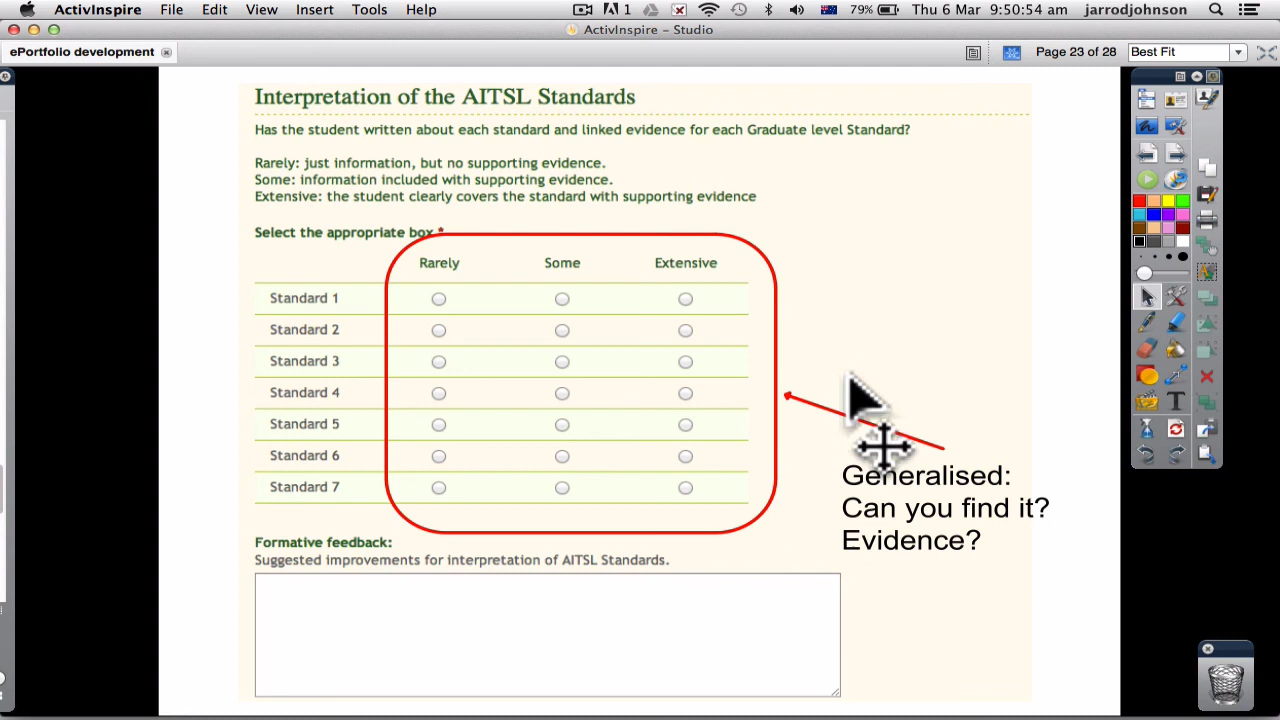 ActivInspire File Edit View Insert Tools Help 1 79% Thu 6 Mar 9:50:54 am jarrodjohnson
ActivInspire – Studio
ePortfolio development Page 23 of 28 Best Fit
Interpretation of the AITSL Standards
Has the student written about each standard and linked evidence for each Graduate level Standard?
Rarely: just information, but no supporting evidence.
Some: information included with supporting evidence.
Extensive: the student clearly covers the standard with supporting evidence
Select the appropriate box *
Rarely Some Extensive
Standard 1
Standard 2
Standard 3
Standard 4
Standard 5
Standard 6
Standard 7
Generalised:
Can you find it?
Evidence?
Formative feedback:
Suggested improvements for interpretation of AITSL Standards.